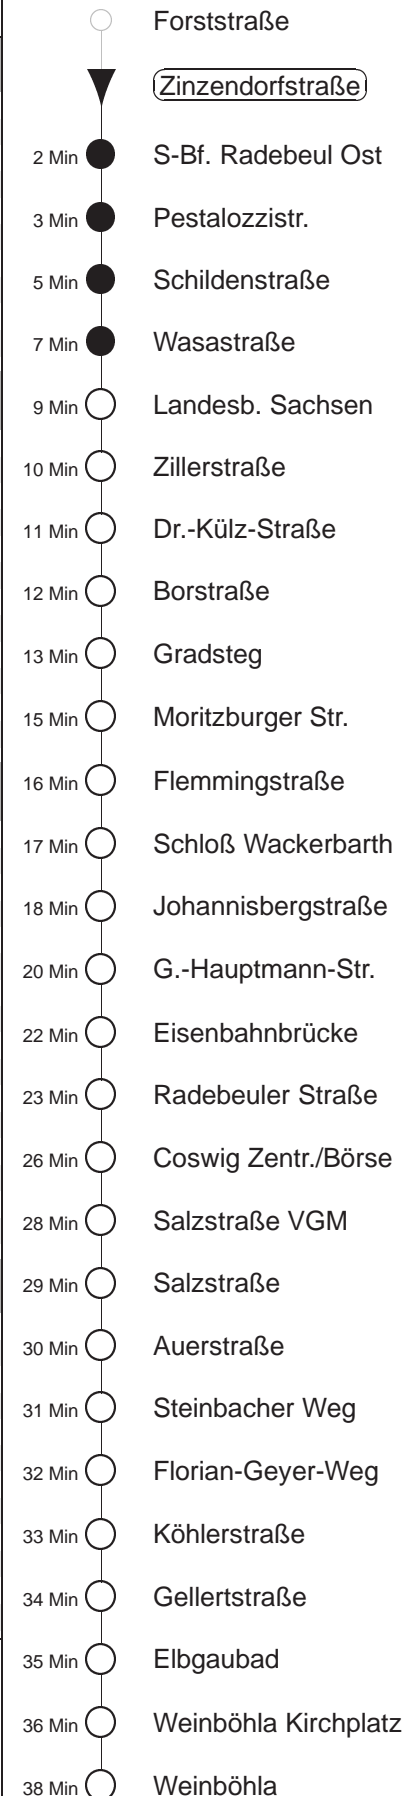 Forststraße
Zinzendorfstraße
2 Min S-Bf. Radebeul Ost
3 Min Pestalozzistr.
5 Min Schildenstraße
7 Min Wasastraße
9 Min Landesb. Sachsen
10 Min Zillerstraße
11 Min Dr.-Külz-Straße
12 Min Borstraße
13 Min Gradsteg
15 Min Moritzburger Str.
16 Min Flemmingstraße
17 Min Schloß Wackerbarth
18 Min Johannisbergstraße
20 Min G.-Hauptmann-Str.
22 Min Eisenbahnbrücke
23 Min Radebeuler Straße
26 Min Coswig Zentr./Börse
28 Min Salzstraße VGM
29 Min Salzstraße
30 Min Auerstraße
31 Min Steinbacher Weg
32 Min Florian-Geyer-Weg
33 Min Köhlerstraße
34 Min Gellertstraße
35 Min Elbgaubad
36 Min Weinböhla Kirchplatz
38 Min Weinböhla